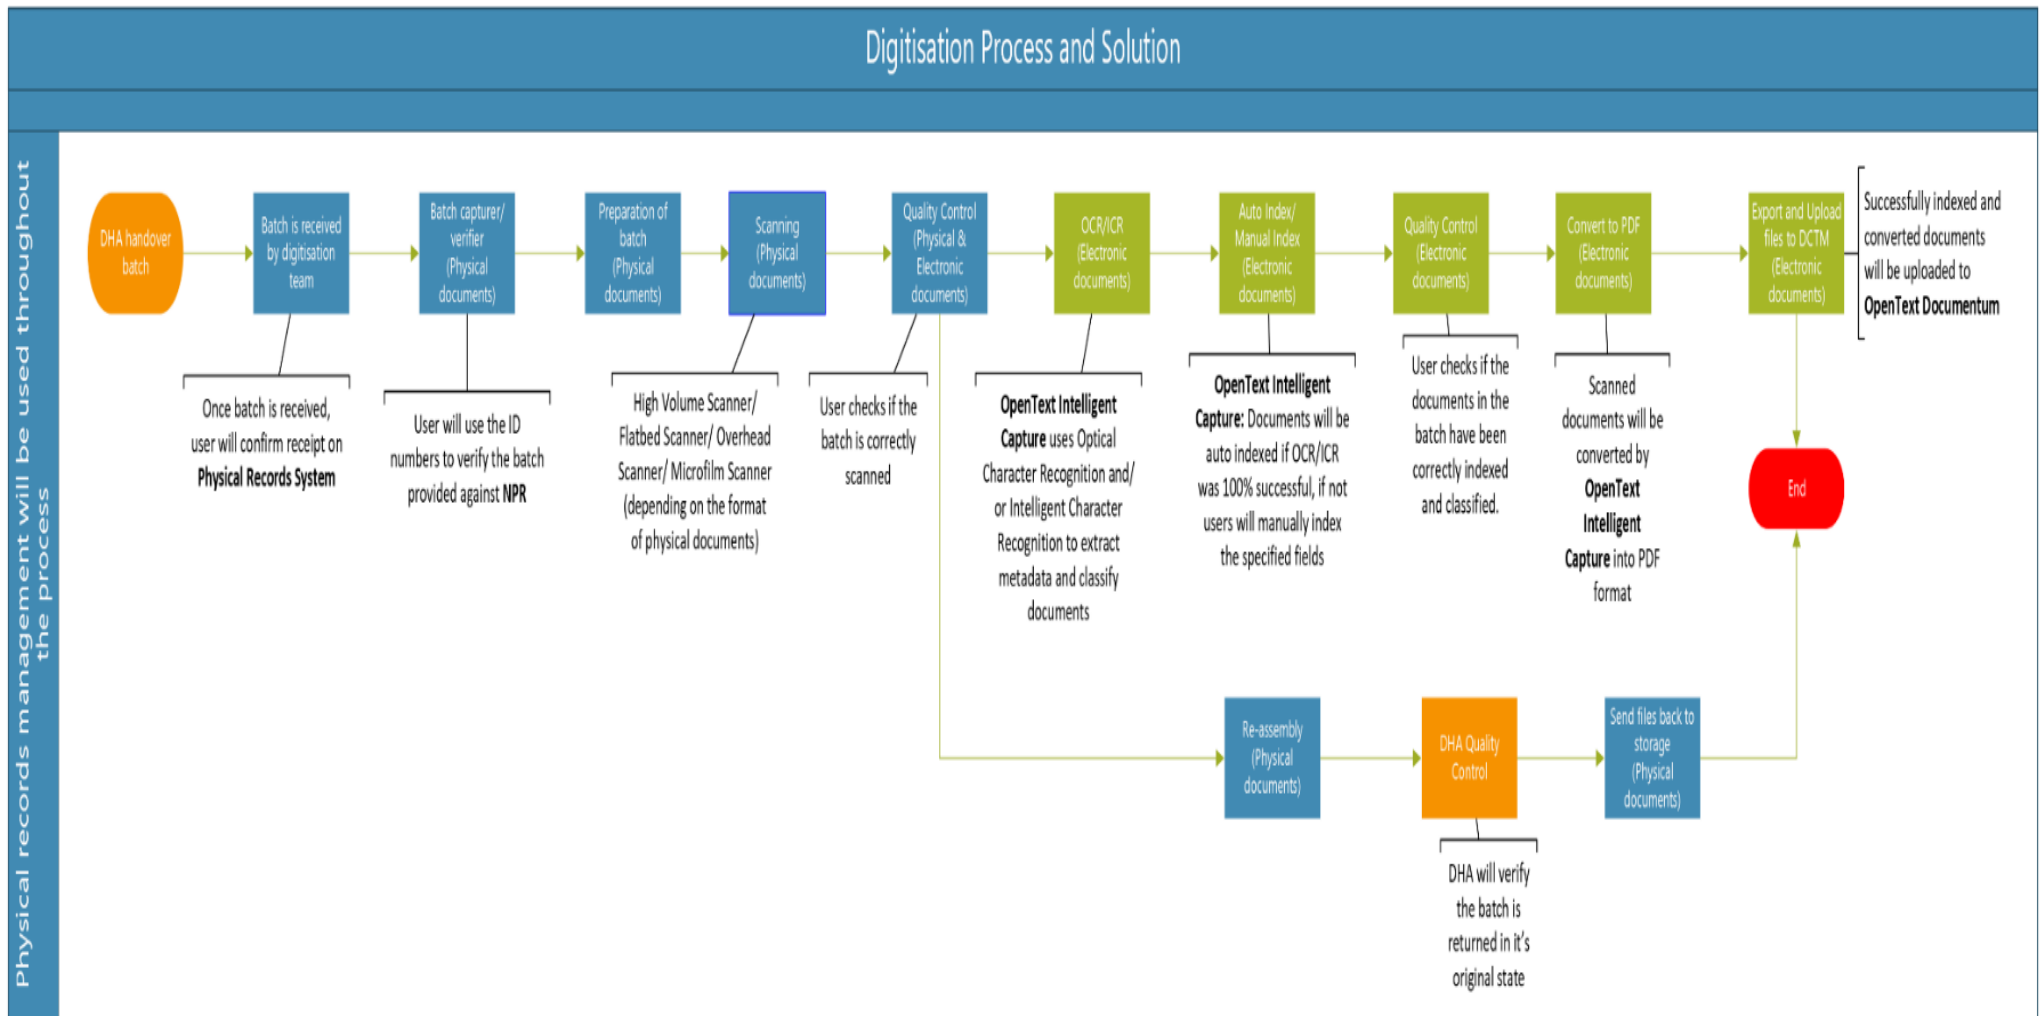 Digitisation Process and Solution
Physical records management will be used throughout
the process
DHA handover
batch
Batch is received
by digitisation
team
Batch capturer/
verifier
(Physical
documents)
Preparation of
batch
(Physical
documents)
Scanning
(Physical
documents)
Quality Control
(Physical &
Electronic
documents)
OCR/ICR
(Electronic
documents)
Auto Index/
Manual Index
(Electronic
documents)
Quality Control
(Electronic
documents)
Convert to PDF
(Electronic
documents)
Export and Upload
files to DCTM
(Electronic
documents)
Successfully indexed and
converted documents
will be uploaded to
OpenText Documentum
Once batch is received,
user will confirm receipt on
Physical Records System
User will use the ID
numbers to verify the batch
provided against NPR
High Volume Scanner/
Flatbed Scanner/ Overhead
Scanner/ Microfilm Scanner
(depending on the format
of physical documents)
User checks if the
batch is correctly
scanned
OpenText Intelligent
Capture uses Optical
Character Recognition and/
or Intelligent Character
Recognition to extract
metadata and classify
documents
OpenText Intelligent
Capture: Documents will be
auto indexed if OCR/ICR
was 100% successful, if not
users will manually index
the specified fields
User checks if the
documents in the
batch have been
correctly indexed
and classified.
Scanned
documents will be
converted by
OpenText
Intelligent
Capture into PDF
format
End
Re-assembly
(Physical
documents)
DHA Quality
Control
Send files back to
storage
(Physical
documents)
DHA will verify
the batch is
returned in it's
original state